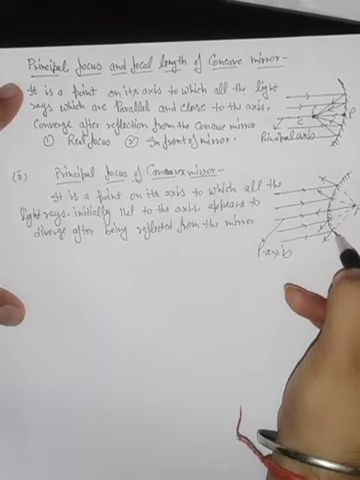 Principal focus and focal length of Concave mirror-
It is a point on its axis to which all the light
rays which are Parallel and close to the axis,
Converge after reflection from the Concave mirror
① Real focus ② In front of mirror.
C
P
Principal axis
(ii) Principal focus of Convex mirror-
It is a point on its axis to which all the
light rays, initially llel to the axis appears to
diverge after being reflected from the mirror
P.axis